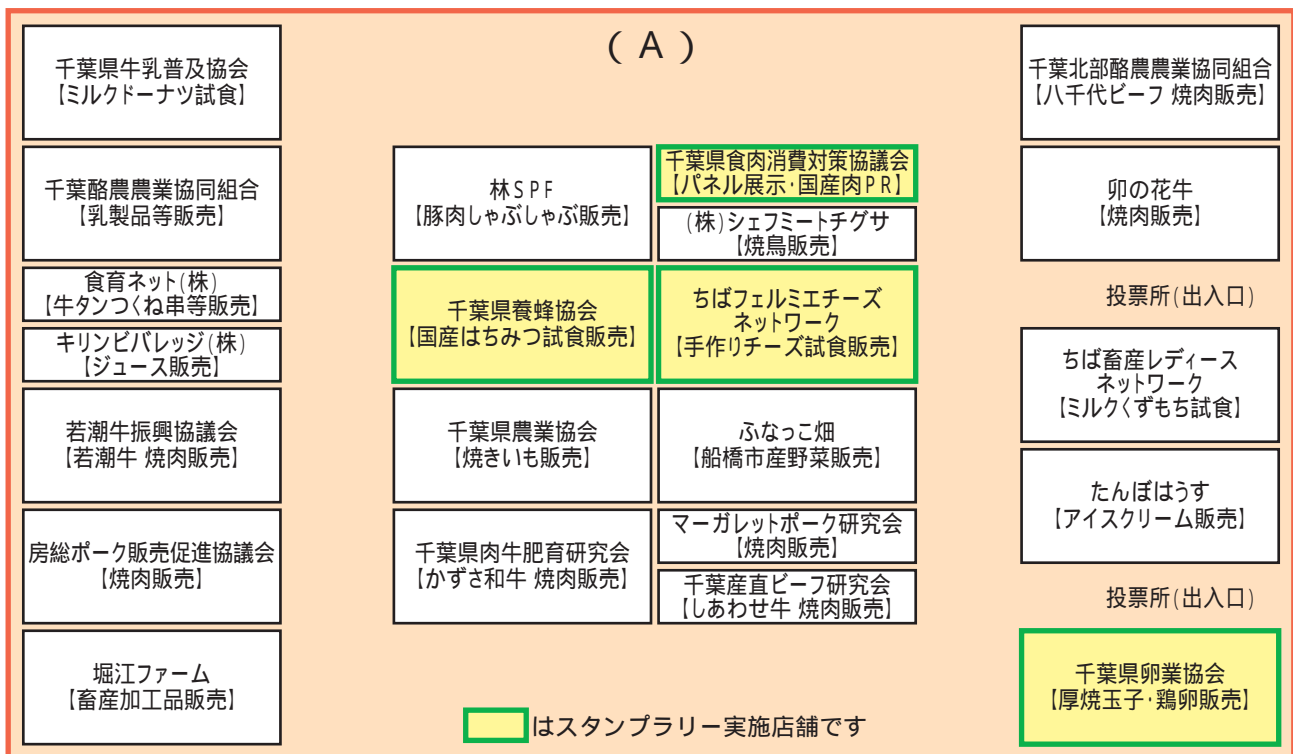 (A)
千葉県牛乳普及協会
【ミルクドーナツ試食】
千葉酪農農業協同組合
【乳製品等販売】
食育ネット(株)
【牛タンつくね串等販売】
キリンビバレッジ(株)
【ジュース販売】
若潮牛振興協議会
【若潮牛 焼肉販売】
房総ポーク販売促進協議会
【焼肉販売】
堀江ファーム
【畜産加工品販売】
林SPF
【豚肉しゃぶしゃぶ販売】
千葉県養蜂協会
【国産はちみつ試食販売】
千葉県農業協会
【焼きいも販売】
千葉県肉牛肥育研究会
【かずさ和牛 焼肉販売】
千葉県食肉消費対策協議会
【パネル展示・国産肉PR】
(株)シェフミートチグサ
【焼鳥販売】
ちばフェルミエチーズ
ネットワーク
【手作りチーズ試食販売】
ふなっこ畑
【船橋市産野菜販売】
マーガレットポーク研究会
【焼肉販売】
千葉産直ビーフ研究会
【しあわせ牛 焼肉販売】
千葉北部酪農農業協同組合
【八千代ビーフ 焼肉販売】
卯の花牛
【焼肉販売】
投票所(出入口)
ちば畜産レディース
ネットワーク
【ミルクくずもち試食】
たんぽはうす
【アイスクリーム販売】
投票所(出入口)
千葉県卵業協会
【厚焼玉子・鶏卵販売】
はスタンプラリー実施店舗です